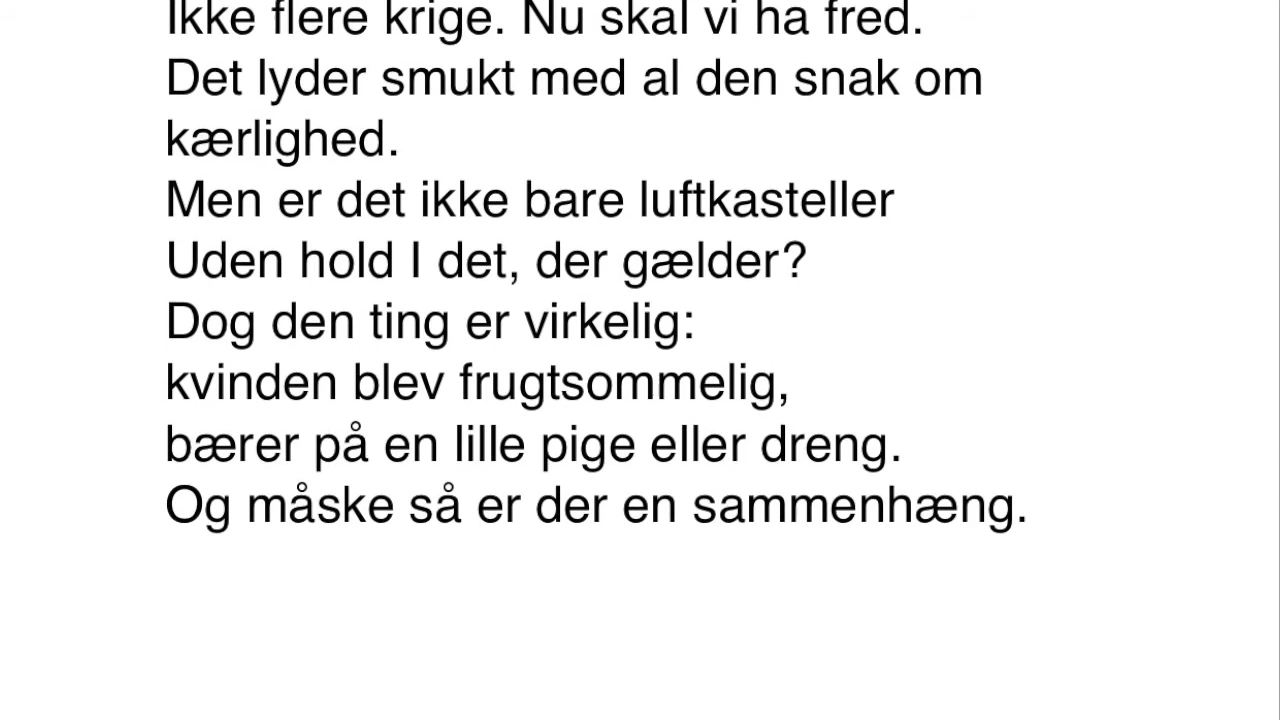 Ikke flere krige. Nu skal vi ha fred.
Det lyder smukt med al den snak om
kærlighed.
Men er det ikke bare luftkasteller
Uden hold I det, der gælder?
Dog den ting er virkelig:
kvinden blev frugtsommelig,
bærer på en lille pige eller dreng.
Og måske så er der en sammenhæng.